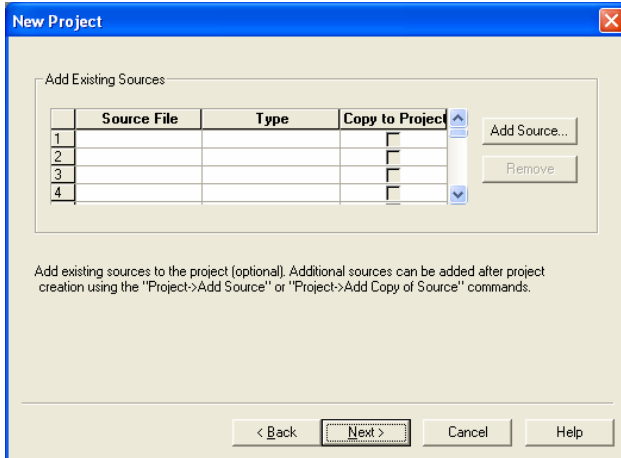 New Project
Add Existing Sources
Source File Type Copy to Project
1
2
3
4
Add Source...
Remove
Add existing sources to the project (optional). Additional sources can be added after project
creation using the "Project->Add Source" or "Project->Add Copy of Source" commands.
< Back Next > Cancel Help